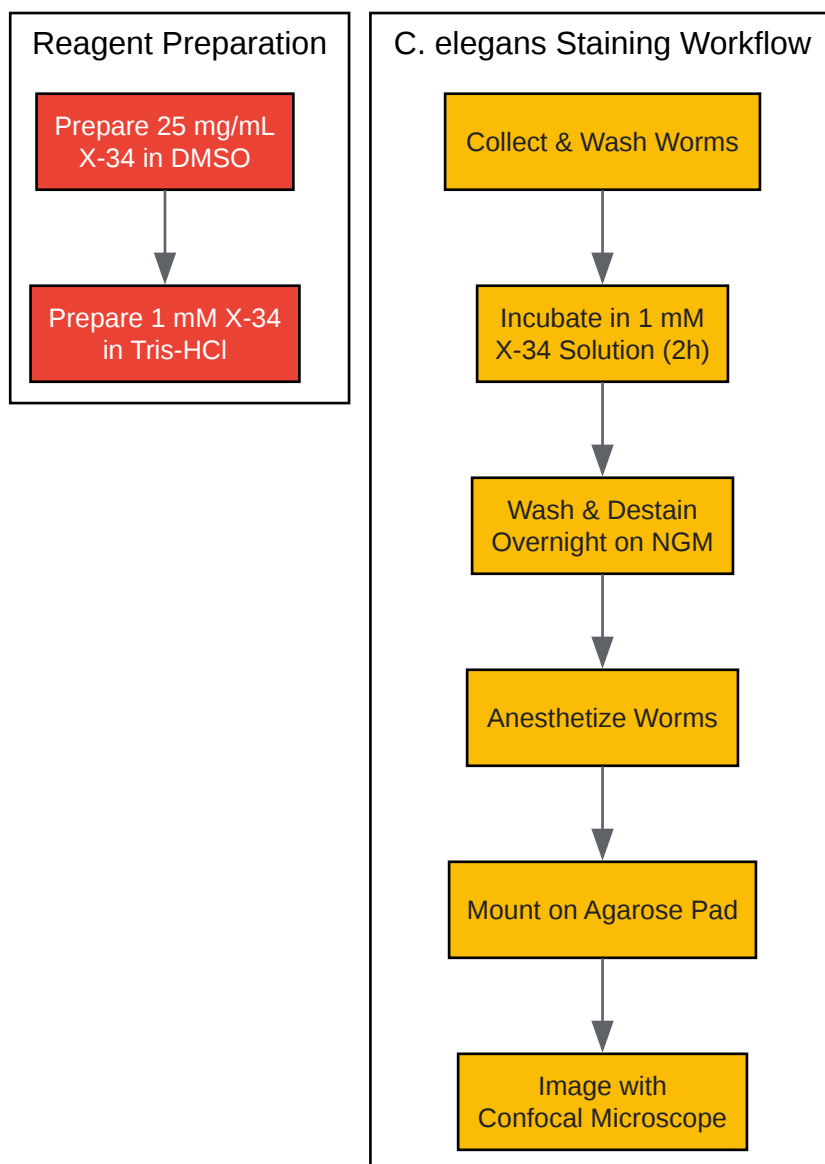 Reagent Preparation
Prepare 25 mg/mL
X-34 in DMSO
Prepare 1 mM X-34
in Tris-HCl
C. elegans Staining Workflow
Collect & Wash Worms
Incubate in 1 mM
X-34 Solution (2h)
Wash & Destain
Overnight on NGM
Anesthetize Worms
Mount on Agarose Pad
Image with
Confocal Microscope